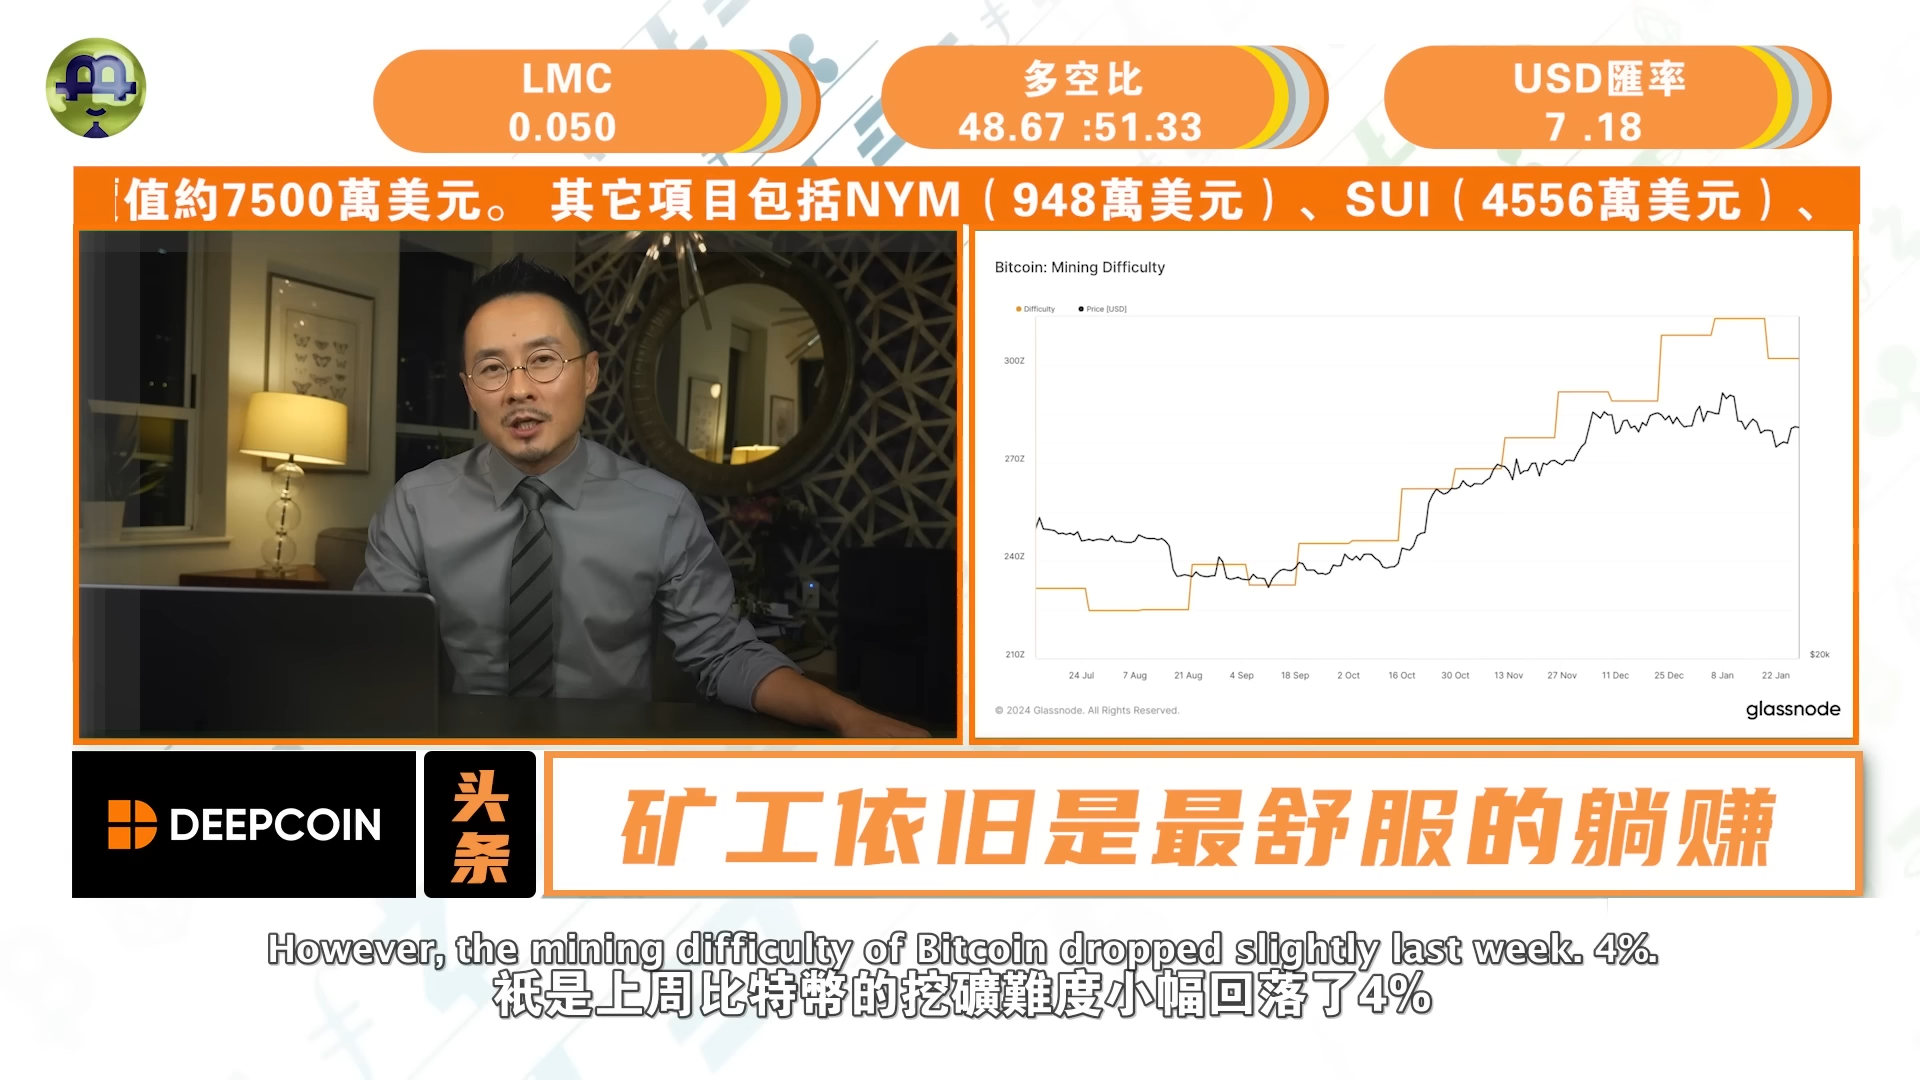 LMC
0.050
多空比
48.67 :51.33
USD匯率
7 .18
值約7500萬美元。 其它項目包括NYM（948萬美元）、SUI（4556萬美元）、
Bitcoin: Mining Difficulty
Difficulty
Price [USD]
300Z
270Z
240Z
210Z
$20k
24 Jul
7 Aug
21 Aug
4 Sep
18 Sep
2 Oct
16 Oct
30 Oct
13 Nov
27 Nov
11 Dec
25 Dec
8 Jan
22 Jan
© 2024 Glassnode. All Rights Reserved.
glassnode
DEEPCOIN
头条
矿工依旧是最舒服的躺赚
However, the mining difficulty of Bitcoin dropped slightly last week. 4%.
衹是上周比特幣的挖礦難度小幅回落了4%